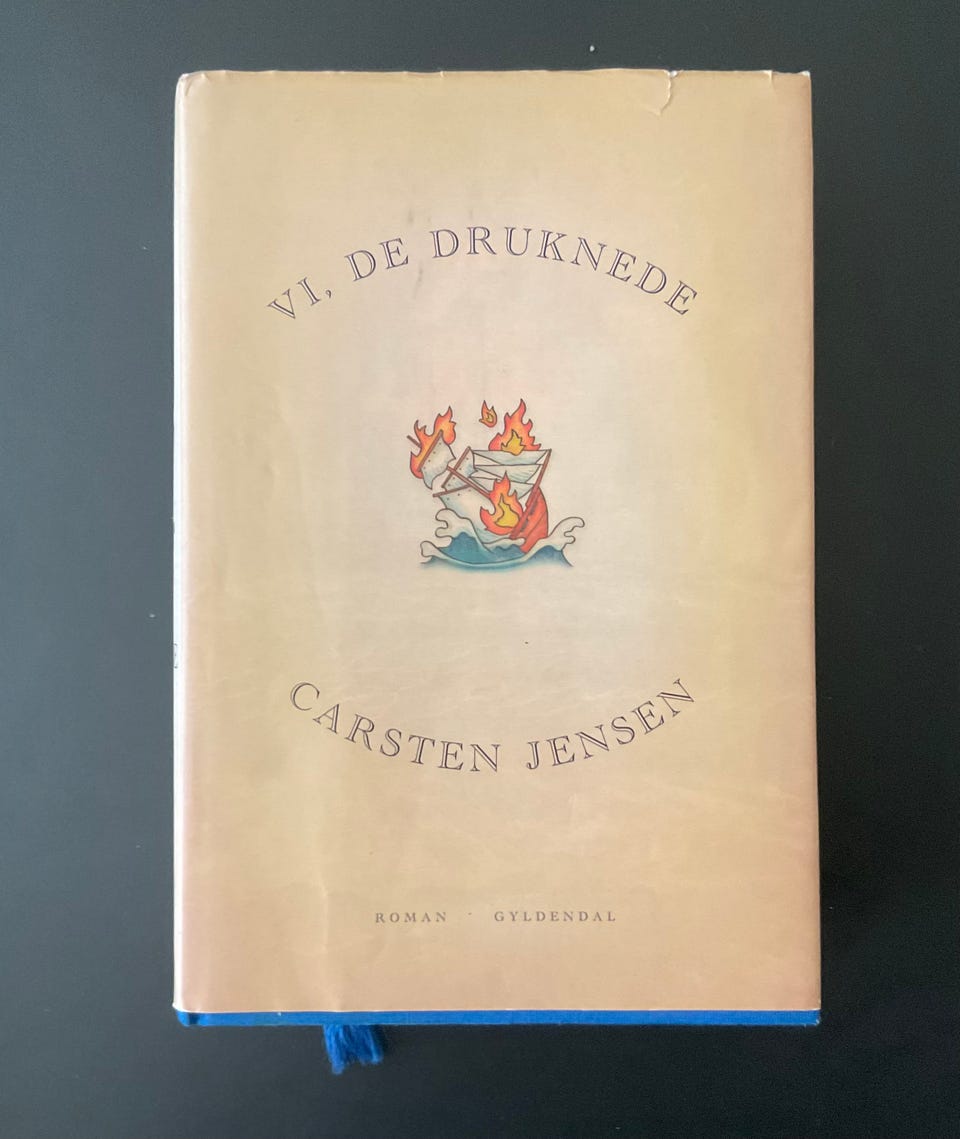 VI, DE DRUKNEDE
CARSTEN JENSEN
ROMAN · GYLDENDAL